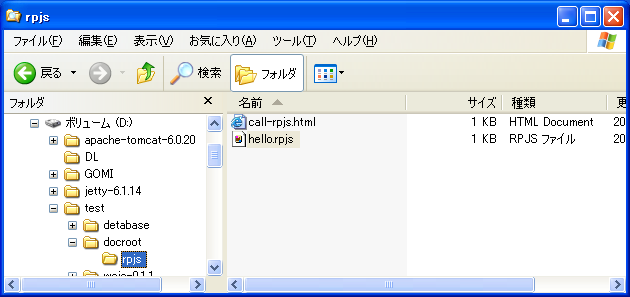 rpjs
ファイル(F) 編集(E) 表示(V) お気に入り(A) ツール(T) ヘルプ(H)
戻る 検索 フォルダ
フォルダ
ボリューム (D:)
apache-tomcat-6.0.20
DL
GOMI
jetty-6.1.14
test
detabase
docroot
rpjs
名前 サイズ 種類
call-rpjs.html 1 KB HTML Document 20
hello.rpjs 1 KB RPJS ファイル 20